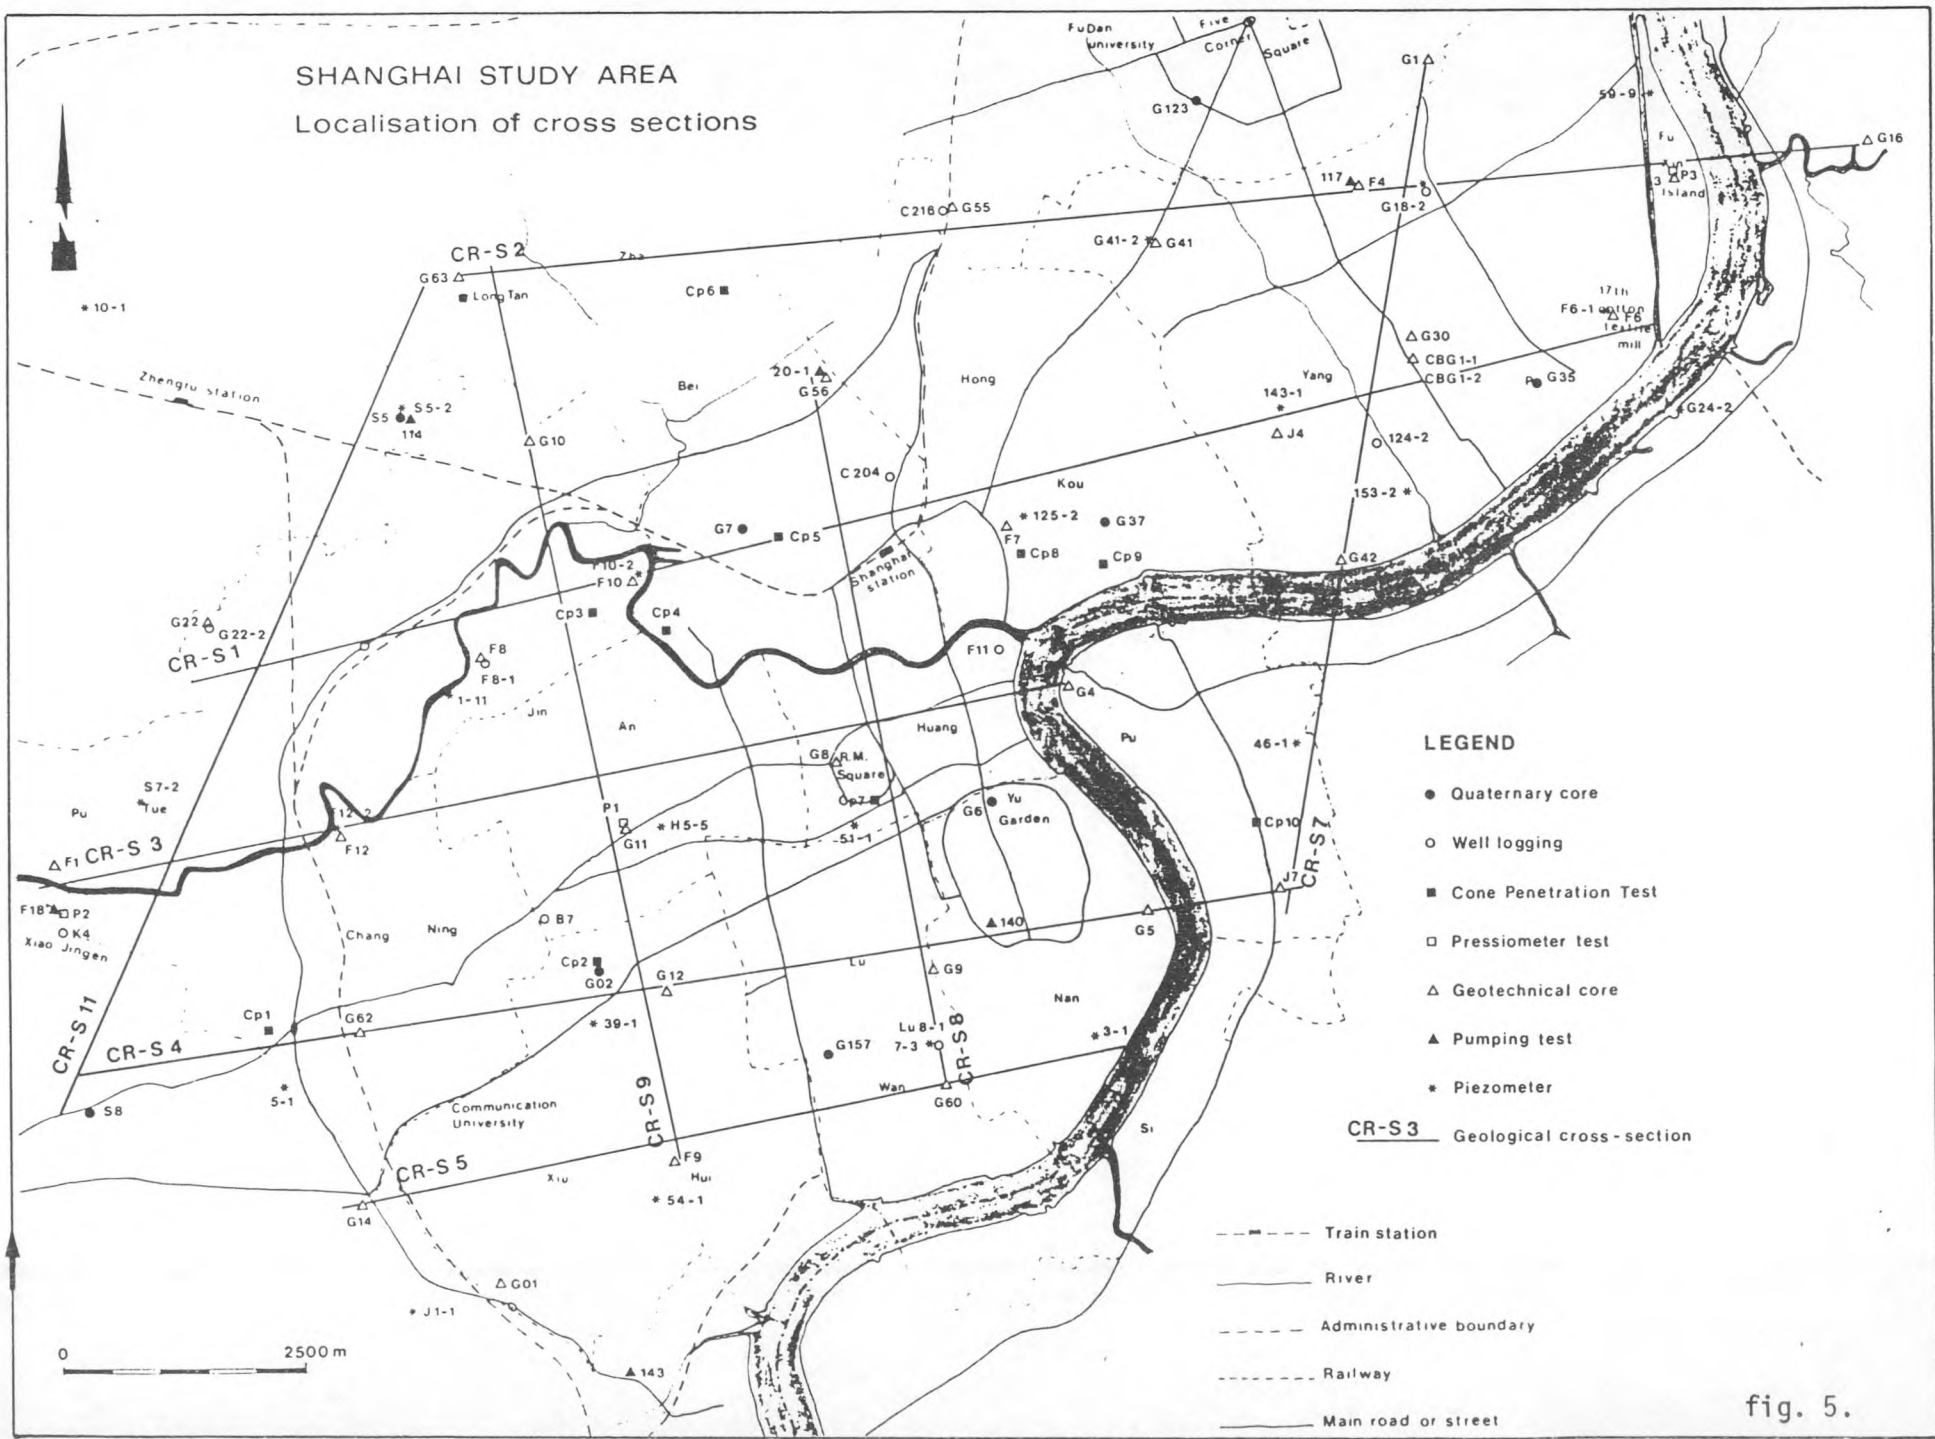 SHANGHAI STUDY AREA
Localisation of cross sections
FuDan
university
Five
Corner
Square
G1
G123
59-9
Fu
G16
P3
3
Island
117
F4
G18-2
C216
G55
G41-2
G41
CR-S 2
Zha
G63
Long Tan
Cp6
10-1
17th
F6-1
cotton
F6
textile
mill
G30
CBG1-1
CBG1-2
Zhengru station
Bei
20-1
G56
Hong
Yang
143-1
J4
P
G35
G24-2
S5-2
S5
114
G10
124-2
C204
Kou
153-2
G7
Cp5
125-2
F7
G37
Cp8
Cp9
G42
Shanghai
station
F10-2
F10
Cp3
Cp4
G22
G22-2
CR-S 1
F8
F8-1
F11
1-11
G4
Jin
An
Huang
Pu
G8
R.M.
Square
46-1
S7-2
Tue
Pu
Cp7
G6
Yu
Garden
P1
G11
H5-5
51-1
Cp10
F12-2
F12
F1
CR-S 3
CR-S7
J7
F18
P2
K4
Xiao Jingen
Chang
Ning
B7
140
G5
Cp2
G02
G12
Lu
G9
Nan
CR-S 11
Cp1
G62
39-1
Lu8-1
7-3
3-1
CR-S 4
G157
CR-S8
5-1
S8
Wan
G60
Communication
University
CR-S9
Si
CR-S 5
F9
Xiu
Hui
G14
54-1
G01
J1-1
143
0
2500m
LEGEND
Quaternary core
Well logging
Cone Penetration Test
Pressiometer test
Geotechnical core
Pumping test
Piezometer
CR-S 3
Geological cross-section
Train station
River
Administrative boundary
Railway
Main road or street
fig. 5.